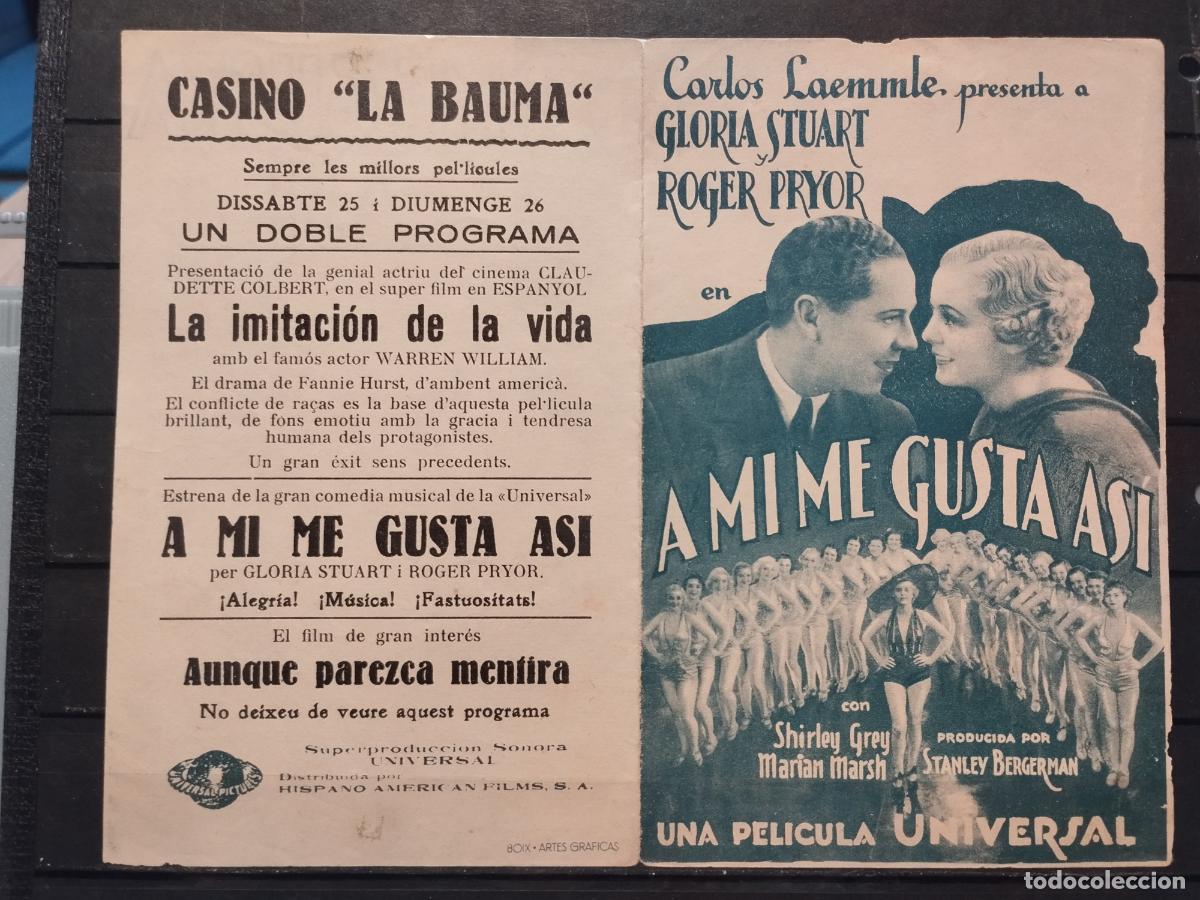 CASINO "LA BAUMA"
Sempre les millors pel·lícules
DISSABTE 25 i DIUMENGE 26
UN DOBLE PROGRAMA
Presentació de la genial actriu del cinema CLAU-
DETTE COLBERT, en el super film en ESPANYOL
La imitación de la vida
amb el famós actor WARREN WILLIAM.
El drama de Fannie Hurst, d'ambent americà.
El conflicte de raças es la base d'aquesta pel·licula
brillant, de fons emotiu amb la gracia i tendresa
humana dels protagonistes.
Un gran éxit sens precedents.
Estrena de la gran comedia musical de la «Universal»
A MI ME GUSTA ASI
per GLORIA STUART i ROGER PRYOR.
¡Alegría! ¡Música! ¡Fastuositats!
El film de gran interés
Aunque parezca mentira
No deixeu de veure aquest programa
Superproduccion Sonora
UNIVERSAL
Distribuida por
HISPANO AMERICAN FILMS, S. A.
UNIVERSAL PICTURES
BOIX • ARTES GRAFICAS
Carlos Laemmle presenta a
GLORIA STUART
y
ROGER PRYOR
en
A MI ME GUSTA ASÍ
con
Shirley Grey
Marian Marsh
PRODUCIDA POR
STANLEY BERGERMAN
UNA PELICULA UNIVERSAL
todocoleccion